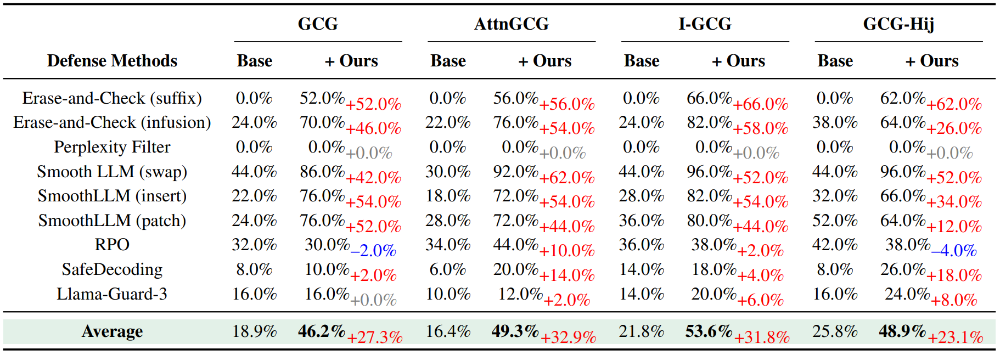 GCG AttnGCG I-GCG GCG-Hij
Defense Methods Base + Ours Base + Ours Base + Ours Base + Ours
Erase-and-Check (suffix) 0.0% 52.0% +52.0% 0.0% 56.0% +56.0% 0.0% 66.0% +66.0% 0.0% 62.0% +62.0%
Erase-and-Check (infusion) 24.0% 70.0% +46.0% 22.0% 76.0% +54.0% 24.0% 82.0% +58.0% 38.0% 64.0% +26.0%
Perplexity Filter 0.0% 0.0% +0.0% 0.0% 0.0% +0.0% 0.0% 0.0% +0.0% 0.0% 0.0% +0.0%
Smooth LLM (swap) 44.0% 86.0% +42.0% 30.0% 92.0% +62.0% 44.0% 96.0% +52.0% 44.0% 96.0% +52.0%
SmoothLLM (insert) 22.0% 76.0% +54.0% 18.0% 72.0% +54.0% 28.0% 82.0% +54.0% 32.0% 66.0% +34.0%
SmoothLLM (patch) 24.0% 76.0% +52.0% 28.0% 72.0% +44.0% 36.0% 80.0% +44.0% 52.0% 64.0% +12.0%
RPO 32.0% 30.0% –2.0% 34.0% 44.0% +10.0% 36.0% 38.0% +2.0% 42.0% 38.0% –4.0%
SafeDecoding 8.0% 10.0% +2.0% 6.0% 20.0% +14.0% 14.0% 18.0% +4.0% 8.0% 26.0% +18.0%
Llama-Guard-3 16.0% 16.0% +0.0% 10.0% 12.0% +2.0% 14.0% 20.0% +6.0% 16.0% 24.0% +8.0%
Average 18.9% 46.2% +27.3% 16.4% 49.3% +32.9% 21.8% 53.6% +31.8% 25.8% 48.9% +23.1%